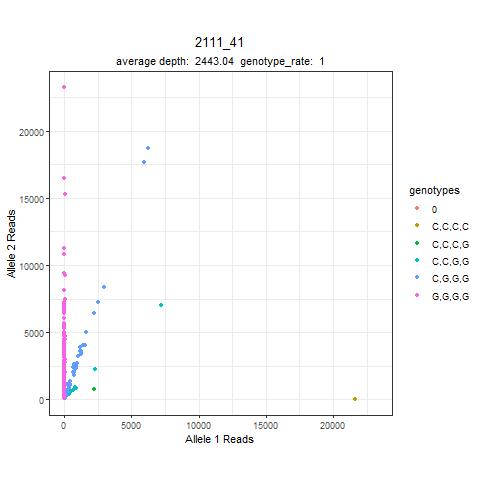 2111_41
average depth:  2443.04  genotype_rate:  1
Allele 2 Reads
20000
15000
10000
5000
0
0 5000 10000 15000 20000
Allele 1 Reads
genotypes
0
C,C,C,C
C,C,C,G
C,C,G,G
C,G,G,G
G,G,G,G